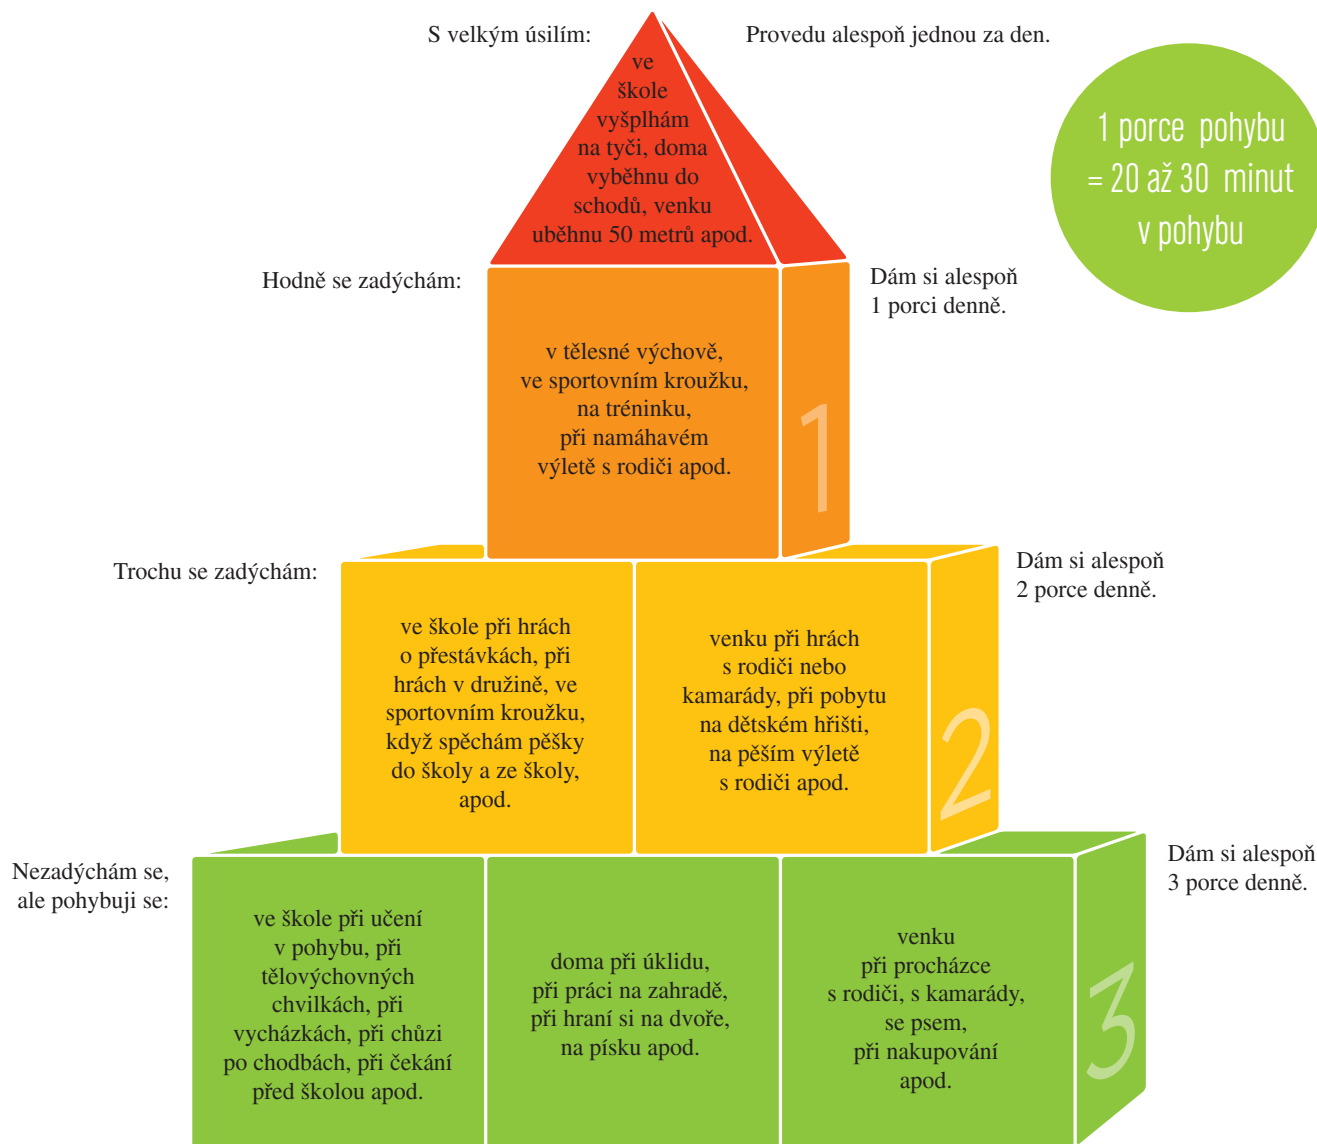 S velkým úsilím:
Provedu alespoň jednou za den.
ve
škole
vyšplhám
na tyči, doma
vyběhnu do
schodů, venku
uběhnu 50 metrů apod.
1 porce pohybu
= 20 až 30 minut
v pohybu
Hodně se zadýchám:
Dám si alespoň
1 porci denně.
v tělesné výchově,
ve sportovním kroužku,
na tréninku,
při namáhavém
výletě s rodiči apod.
1
Trochu se zadýchám:
Dám si alespoň
2 porce denně.
ve škole při hrách
o přestávkách, při
hrách v družině, ve
sportovním kroužku,
když spěchám pěšky
do školy a ze školy,
apod.
venku při hrách
s rodiči nebo
kamarády, při pobytu
na dětském hřišti,
na pěším výletě
s rodiči apod.
2
Nezadýchám se,
ale pohybuji se:
Dám si alespoň
3 porce denně.
ve škole při učení
v pohybu, při
tělovýchovných
chvilkách, při
vycházkách, při chůzi
po chodbách, při čekání
před školou apod.
doma při úklidu,
při práci na zahradě,
při hraní si na dvoře,
na písku apod.
venku
při procházce
s rodiči, s kamarády,
se psem,
při nakupování
apod.
3